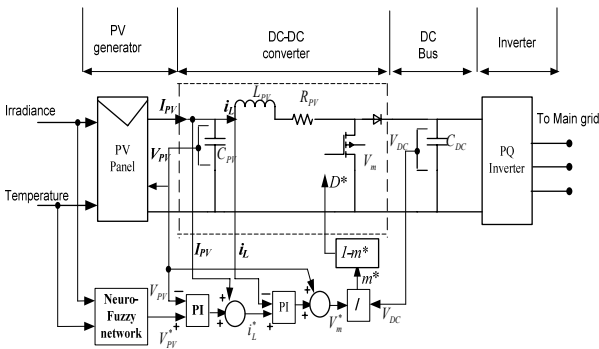 PV generator
DC-DC converter
DC Bus
Inverter
Irradiance
Temperature
PV Panel
I_PV
i_L
L_PV
R_PV
V_PV
C_PV
V_m
V_DC
C_DC
PQ Inverter
To Main grid
D*
I_PV
i_L
1-m*
m*
Neuro-Fuzzy network
V_PV
−
PI
+
V*_PV
+
+
+
i*_L
−
PI
+
+
+
V*_m
/
V_DC